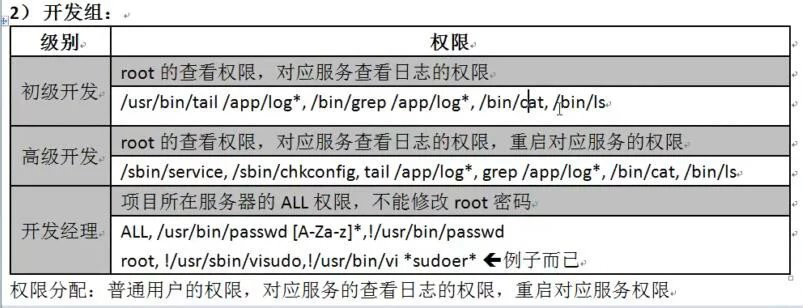 2） 开发组：
级别 权限
初级开发
root 的查看权限，对应服务查看日志的权限
/usr/bin/tail /app/log*, /bin/grep /app/log*, /bin/cat, /bin/ls
高级开发
root 的查看权限，对应服务查看日志的权限，重启对应服务的权限
/sbin/service, /sbin/chkconfig, tail /app/log*, grep /app/log*, /bin/cat, /bin/ls
开发经理
项目所在服务器的 ALL 权限，不能修改 root 密码
ALL, /usr/bin/passwd [A-Za-z]*,!/usr/bin/passwd
root, !/usr/sbin/visudo,!/usr/bin/vi *sudoer* 🡸例子而已
权限分配：普通用户的权限，对应服务的查看日志的权限，重启对应服务权限